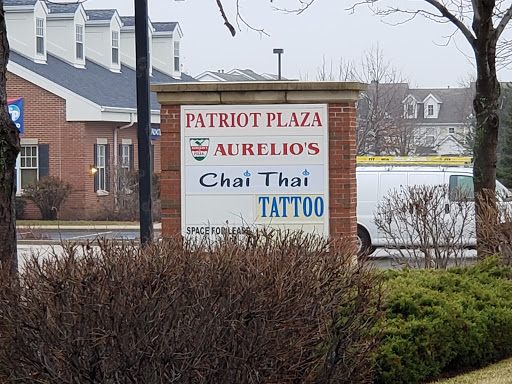 PATRIOT PLAZA
AURELIO'S
Chai Thai
TATTOO
SPACE FOR LEASE